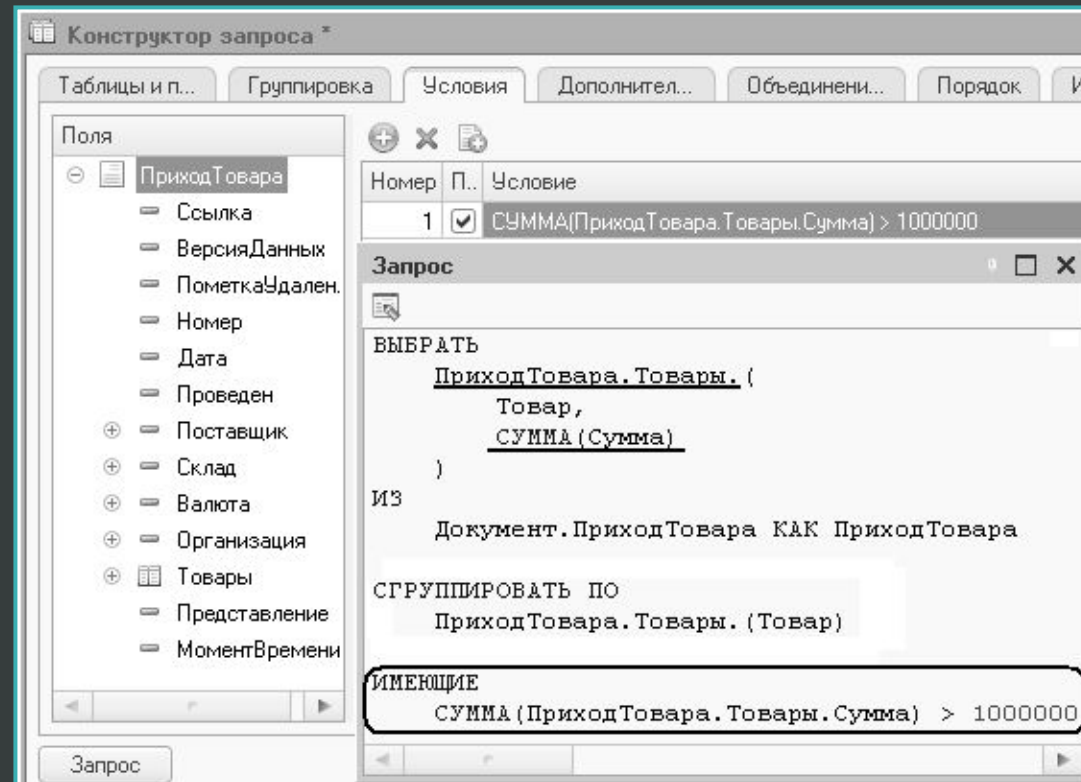 Конструктор запроса *
Таблицы и п... Группировка Условия Дополнител... Объединени... Порядок И
Поля
ПриходТовара
Ссылка
ВерсияДанных
ПометкаУдален.
Номер
Дата
Проведен
Поставщик
Склад
Валюта
Организация
Товары
Представление
МоментВремени
Запрос
Номер П.. Условие
1 СУММА(ПриходТовара.Товары.Сумма) > 1000000
Запрос
ВЫБРАТЬ
ПриходТовара.Товары.(
Товар,
СУММА(Сумма)
)
ИЗ
Документ.ПриходТовара КАК ПриходТовара
СГРУППИРОВАТЬ ПО
ПриходТовара.Товары.(Товар)
ИМЕЮЩИЕ
СУММА(ПриходТовара.Товары.Сумма) > 1000000